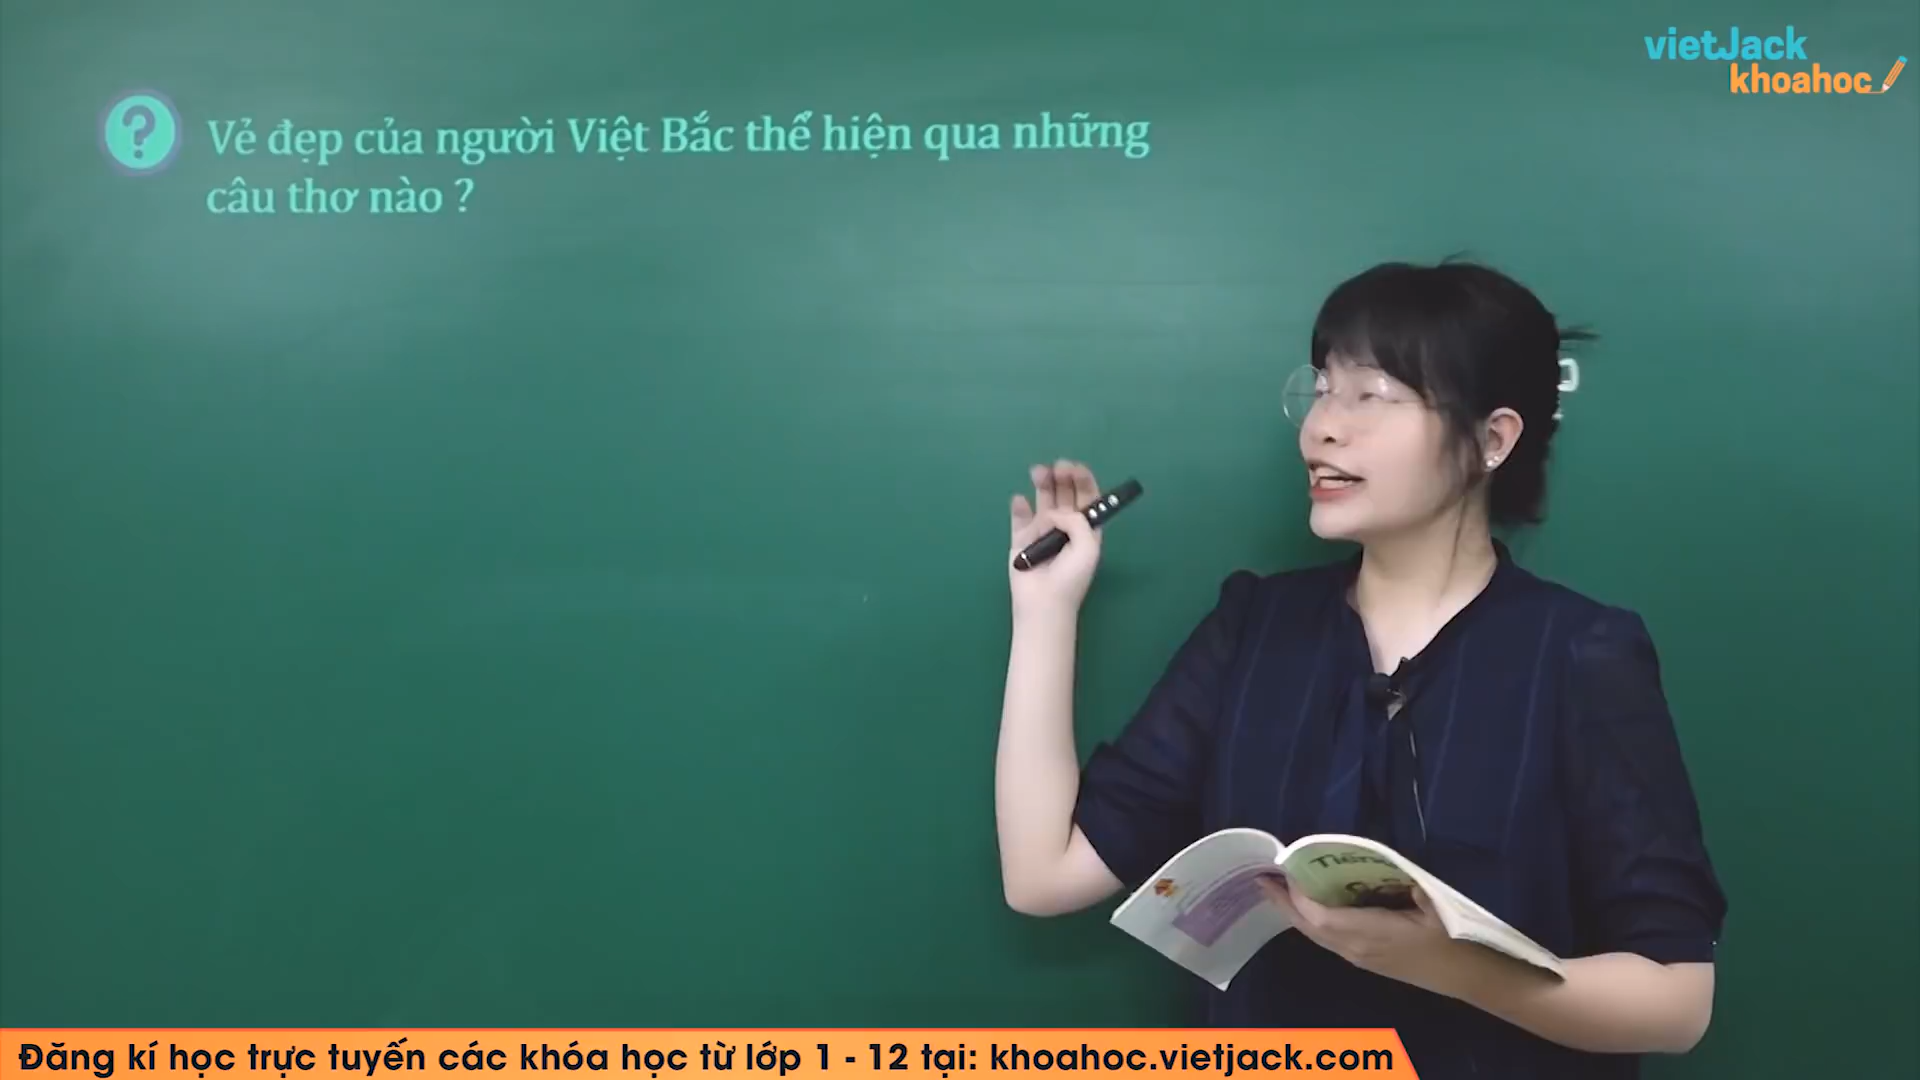 vietJack
khoahoc
?
Vẻ đẹp của người Việt Bắc thể hiện qua những
câu thơ nào ?
Đăng kí học trực tuyến các khóa học từ lớp 1 - 12 tại: khoahoc.vietjack.com